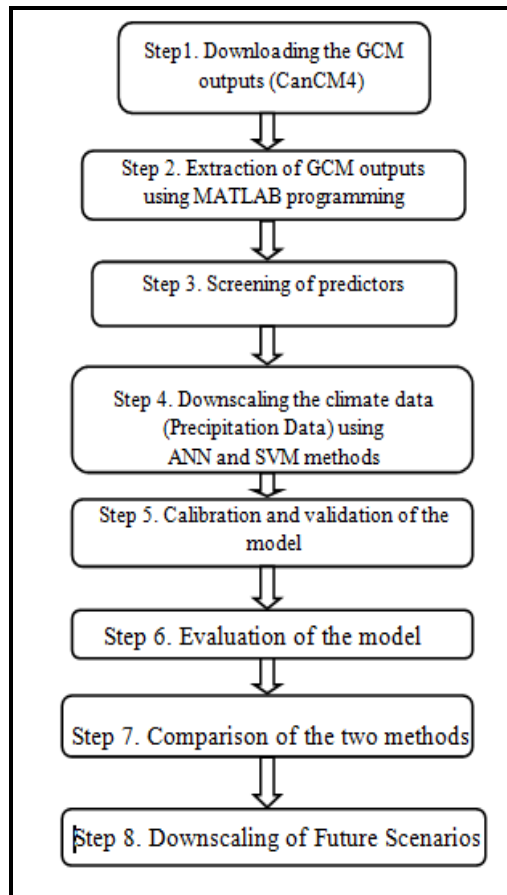 Step1. Downloading the GCM
outputs (CanCM4)
Step 2. Extraction of GCM outputs
using MATLAB programming
Step 3. Screening of predictors
Step 4. Downscaling the climate data
(Precipitation Data) using
ANN and SVM methods
Step 5. Calibration and validation of the
model
Step 6. Evaluation of the model
Step 7. Comparison of the two methods
Step 8. Downscaling of Future Scenarios